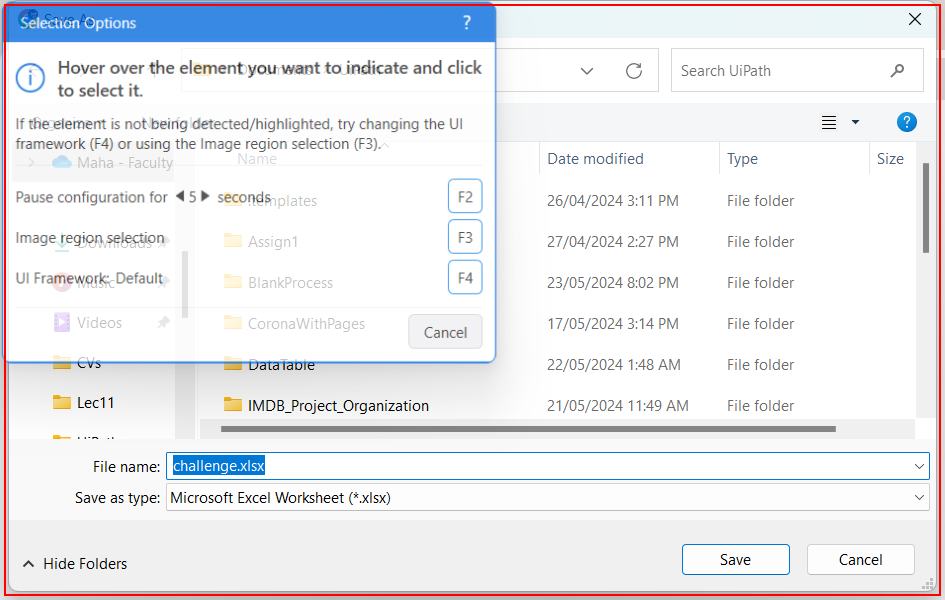 Save As
Selection Options ?
Hover over the element you want to indicate and click
to select it.
If the element is not being detected/highlighted, try changing the UI
framework (F4) or using the Image region selection (F3).
Pause configuration for 5 seconds F2
Image region selection F3
UI Framework: Default F4
Cancel
Search UiPath
New folder
Maha - Faculty
Downloads
Music
Videos
CVs
Lec11
UiPath
Name Date modified Type Size
.templates 26/04/2024 3:11 PM File folder
Assign1 27/04/2024 2:27 PM File folder
BlankProcess 23/05/2024 8:02 PM File folder
CoronaWithPages 17/05/2024 3:14 PM File folder
DataTable 22/05/2024 1:48 AM File folder
IMDB_Project_Organization 21/05/2024 11:49 AM File folder
File name: challenge.xlsx
Save as type: Microsoft Excel Worksheet (*.xlsx)
Hide Folders
Save
Cancel